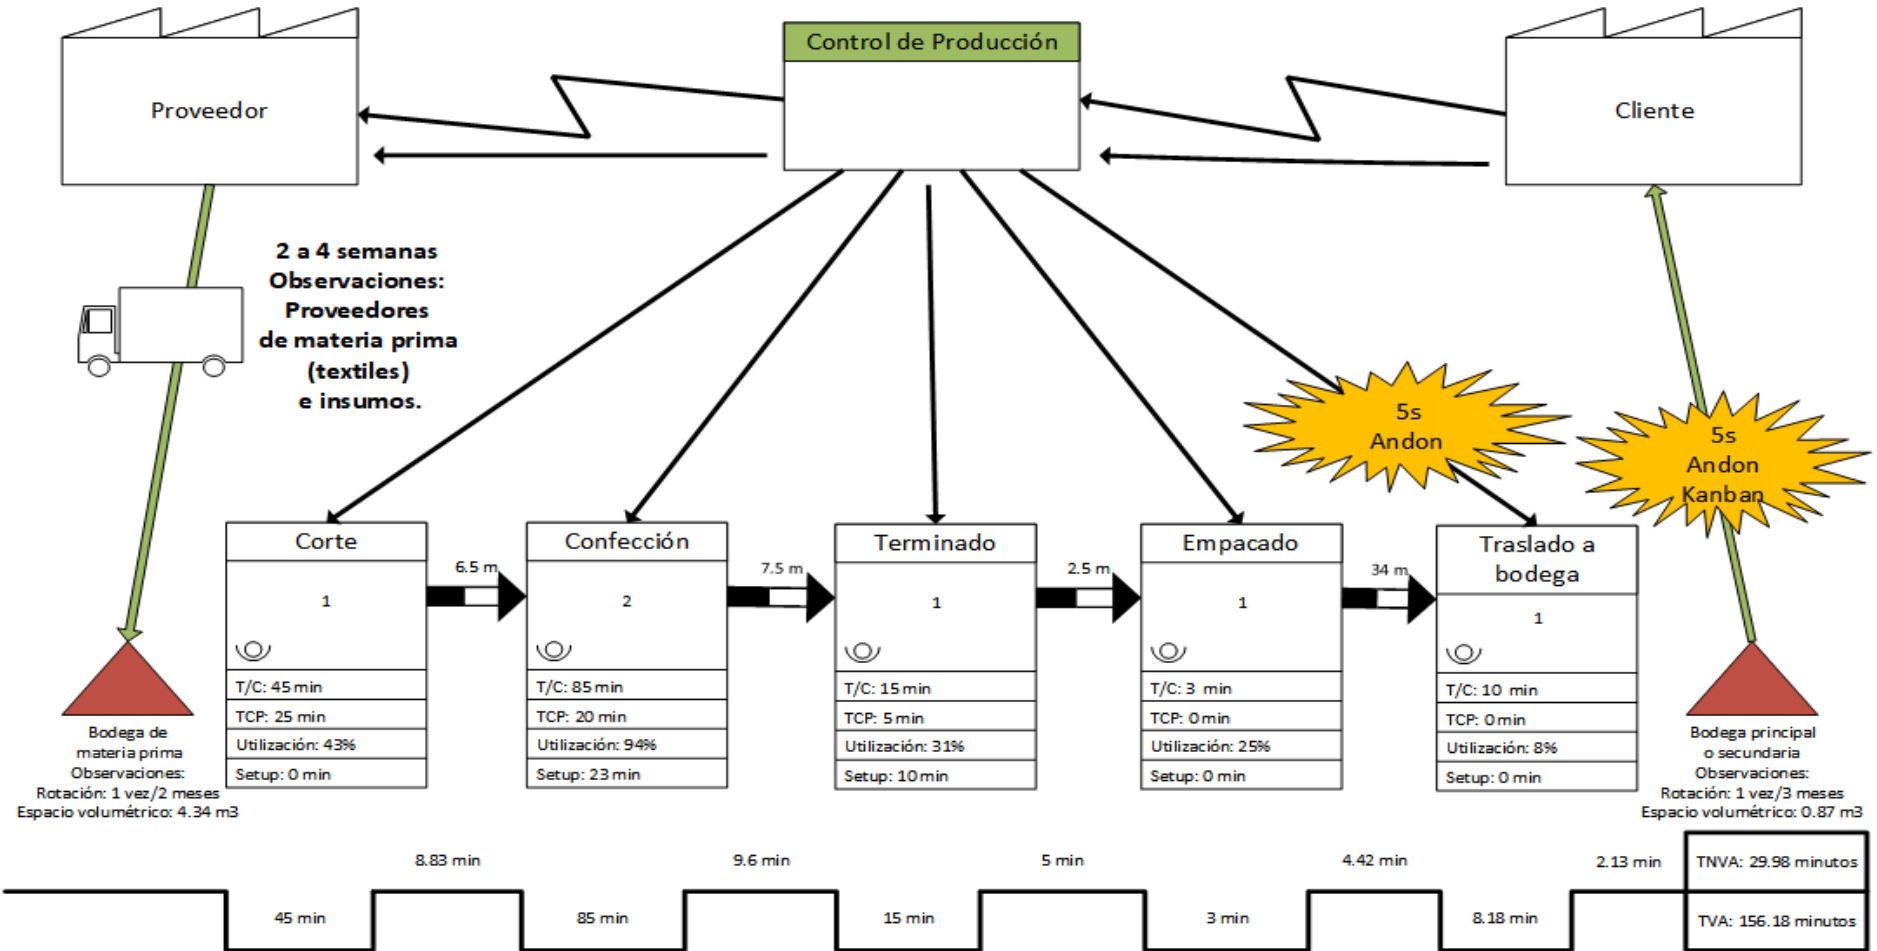 Control de Producción
Proveedor
Cliente
2 a 4 semanas
Observaciones:
Proveedores
de materia prima
(textiles)
e insumos.
5s
Andon
5s
Andon
Kanban
Corte
1
T/C: 45 min
TCP: 25 min
Utilización: 43%
Setup: 0 min
6.5 m
Confección
2
T/C: 85 min
TCP: 20 min
Utilización: 94%
Setup: 23 min
7.5 m
Terminado
1
T/C: 15 min
TCP: 5 min
Utilización: 31%
Setup: 10 min
2.5 m
Empacado
1
T/C: 3 min
TCP: 0 min
Utilización: 25%
Setup: 0 min
34 m
Traslado a
bodega
1
T/C: 10 min
TCP: 0 min
Utilización: 8%
Setup: 0 min
Bodega de
materia prima
Observaciones:
Rotación: 1 vez/2 meses
Espacio volumétrico: 4.34 m3
Bodega principal
o secundaria
Observaciones:
Rotación: 1 vez/3 meses
Espacio volumétrico: 0.87 m3
8.83 min
9.6 min
5 min
4.42 min
2.13 min
TNVA: 29.98 minutos
45 min
85 min
15 min
3 min
8.18 min
TVA: 156.18 minutos